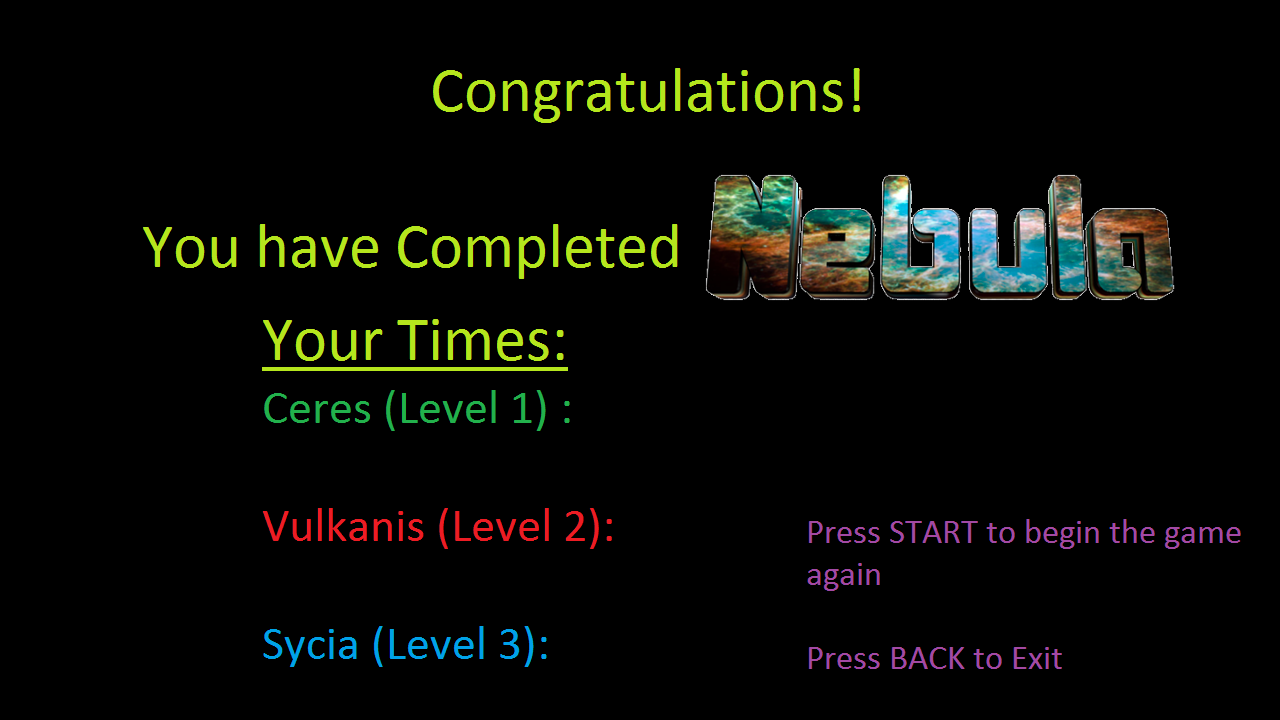 Congratulations!
You have Completed Nebula
Your Times:
Ceres (Level 1) :
Vulkanis (Level 2):
Press START to begin the game
again
Sycia (Level 3):
Press BACK to Exit